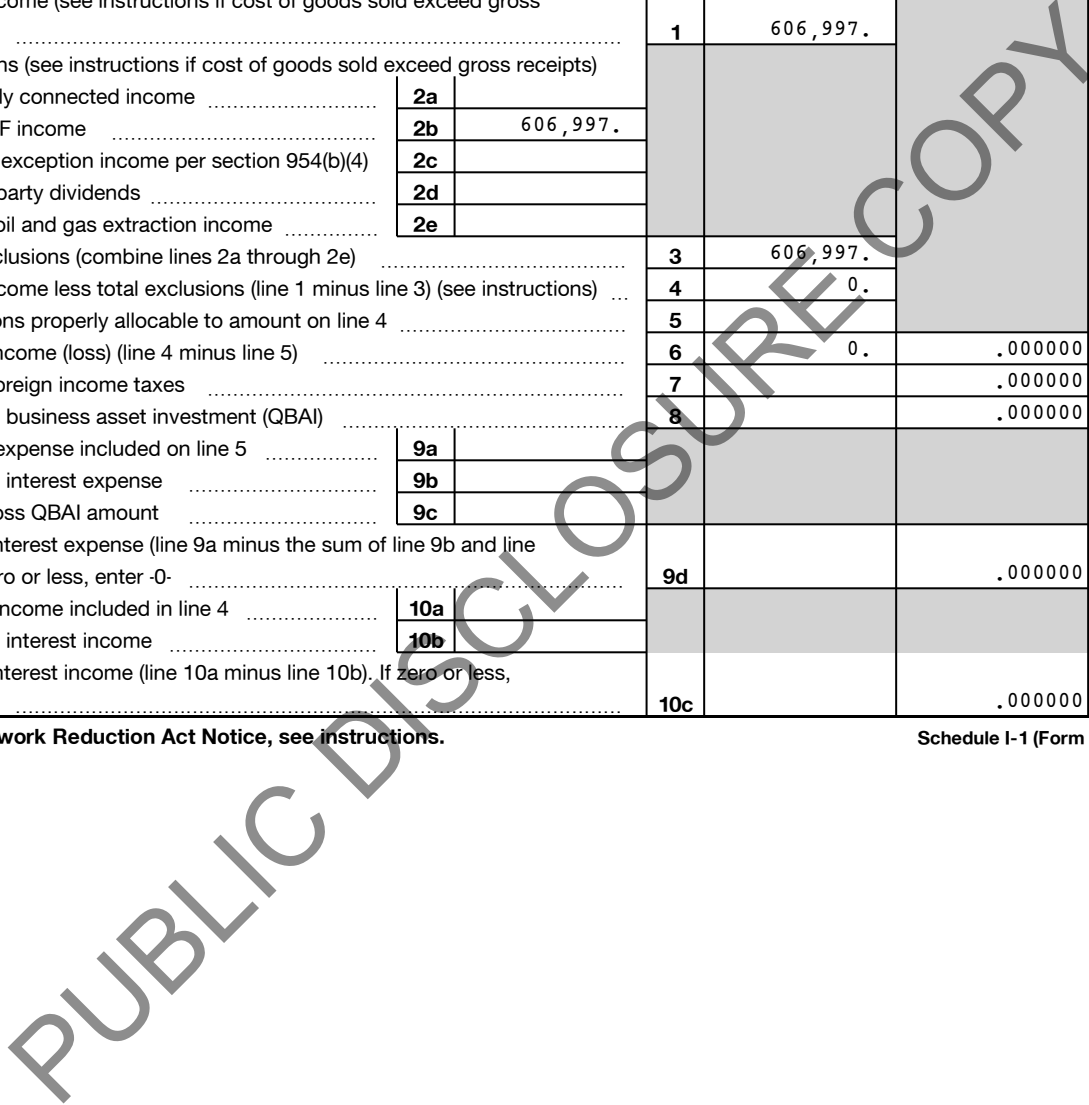 come (see instructions if cost of goods sold exceed gross
1 606,997.
ns (see instructions if cost of goods sold exceed gross receipts)
ly connected income 2a
F income 2b 606,997.
exception income per section 954(b)(4) 2c
party dividends 2d
oil and gas extraction income 2e
clusions (combine lines 2a through 2e) 3 606,997.
come less total exclusions (line 1 minus line 3) (see instructions) 4 0.
ons properly allocable to amount on line 4 5
ncome (loss) (line 4 minus line 5) 6 0. .000000
oreign income taxes 7 .000000
business asset investment (QBAI) 8 .000000
expense included on line 5 9a
interest expense 9b
oss QBAI amount 9c
nterest expense (line 9a minus the sum of line 9b and line
ro or less, enter -0- 9d .000000
ncome included in line 4 10a
interest income 10b
nterest income (line 10a minus line 10b). If zero or less,
10c .000000
work Reduction Act Notice, see instructions. Schedule I-1 (Form
PUBLIC DISCLOSURE COPY